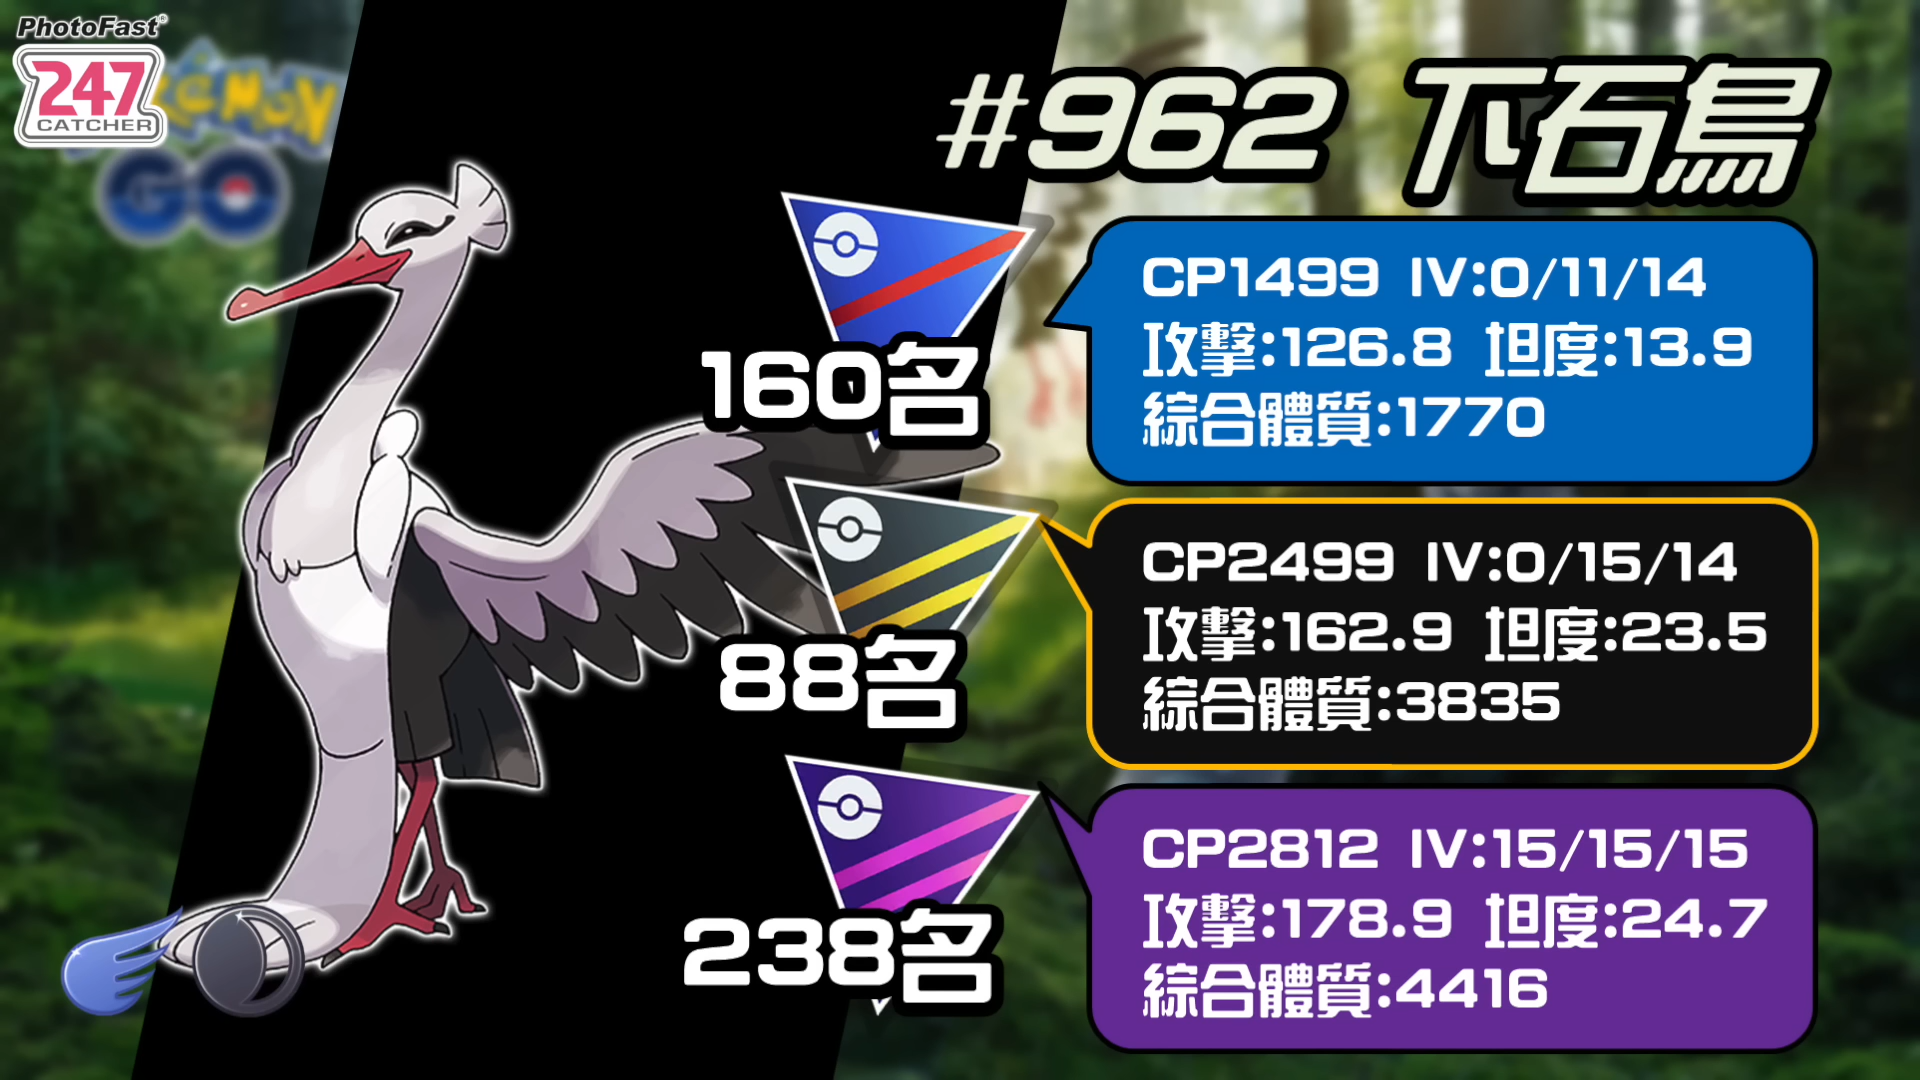 PhotoFast®
247
CATCHER
POKÉMON
GO
#962 下石鳥
CP1499 IV:0/11/14
攻擊:126.8 坦度:13.9
綜合體質:1770
160名
CP2499 IV:0/15/14
攻擊:162.9 坦度:23.5
綜合體質:3835
88名
CP2812 IV:15/15/15
攻擊:178.9 坦度:24.7
綜合體質:4416
238名